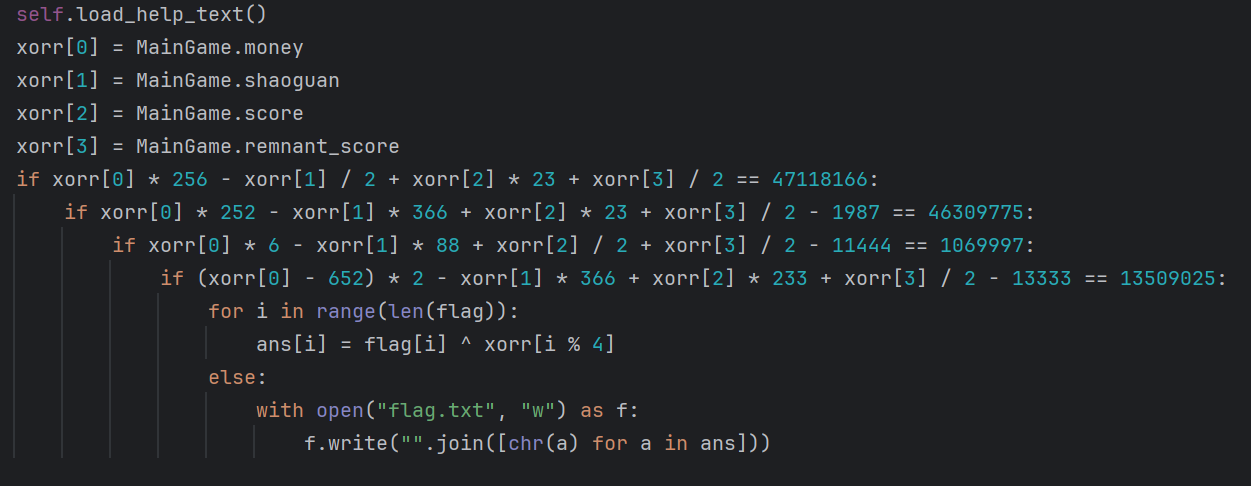 self.load_help_text()
xorr[0] = MainGame.money
xorr[1] = MainGame.shaoguan
xorr[2] = MainGame.score
xorr[3] = MainGame.remnant_score
if xorr[0] * 256 - xorr[1] / 2 + xorr[2] * 23 + xorr[3] / 2 == 47118166:
    if xorr[0] * 252 - xorr[1] * 366 + xorr[2] * 23 + xorr[3] / 2 - 1987 == 46309775:
        if xorr[0] * 6 - xorr[1] * 88 + xorr[2] / 2 + xorr[3] / 2 - 11444 == 1069997:
            if (xorr[0] - 652) * 2 - xorr[1] * 366 + xorr[2] * 233 + xorr[3] / 2 - 13333 == 13509025:
                for i in range(len(flag)):
                    ans[i] = flag[i] ^ xorr[i % 4]
                else:
                    with open("flag.txt", "w") as f:
                        f.write("".join([chr(a) for a in ans]))